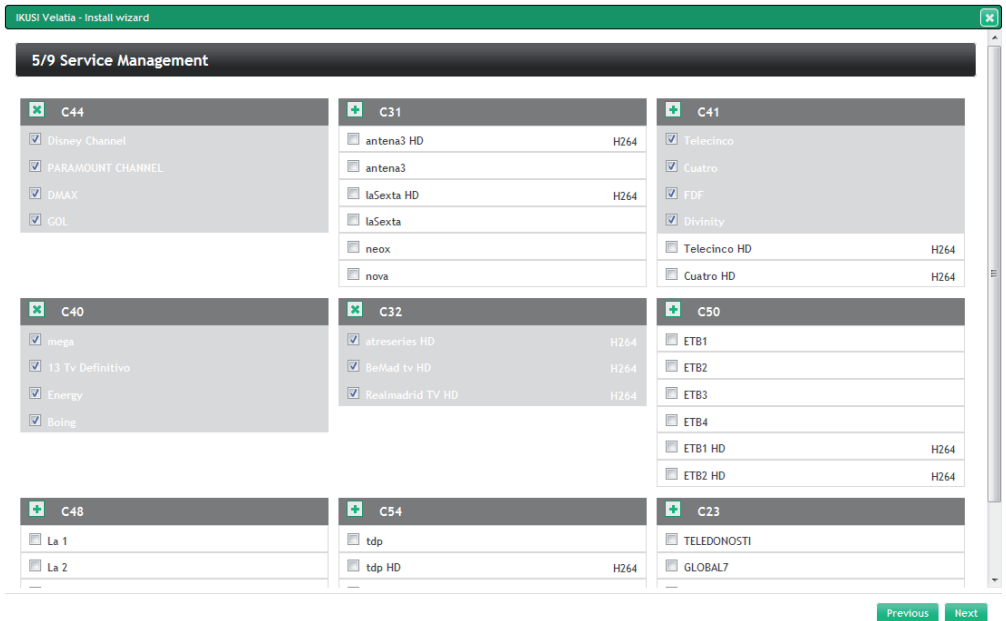 IKUSI Velatia - Install wizard
5/9 Service Management
C44
Disney Channel
PARAMOUNT CHANNEL
DMAX
GOL
C31
antena3 HD H264
antena3
laSexta HD H264
laSexta
neox
nova
C41
Telecinco
Cuatro
FDF
Divinity
Telecinco HD H264
Cuatro HD H264
C40
mega
13 Tv Definitivo
Energy
Boing
C32
atreseries HD H264
BeMad tv HD H264
Realmadrid TV HD H264
C50
ETB1
ETB2
ETB3
ETB4
ETB1 HD H264
ETB2 HD H264
C48
La 1
La 2
C54
tdp
tdp HD H264
C23
TELEDONOSTI
GLOBAL7
Previous Next